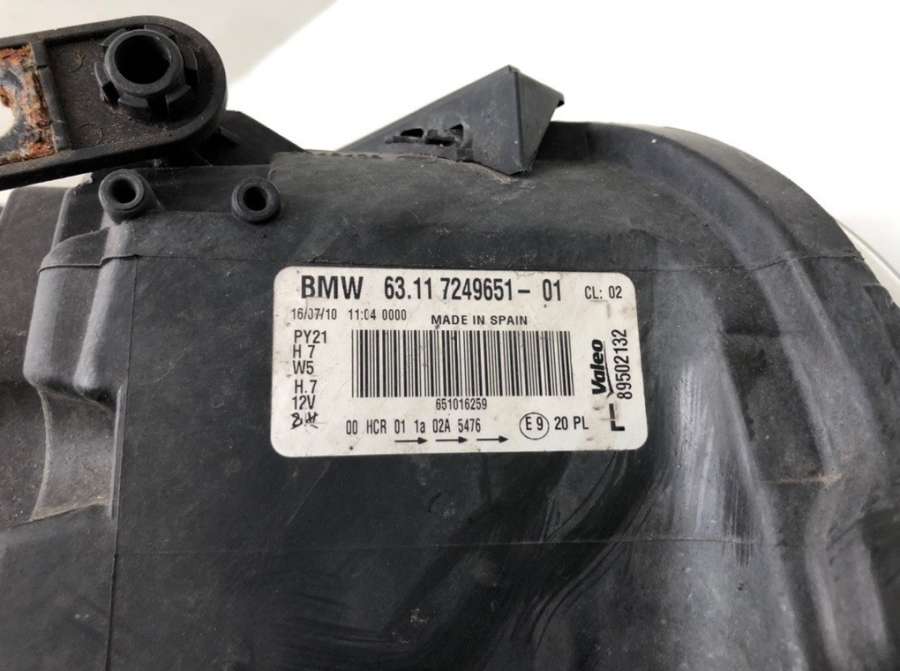 BMW 63.11 7249651-01 CL: 02
16/07/10 11:04 0000 MADE IN SPAIN
PY21
H 7
W5
H.7
12V
651016259
00 HCR 01 1a 02A 5476 E 9 20 PL
Valeo
89502132
L